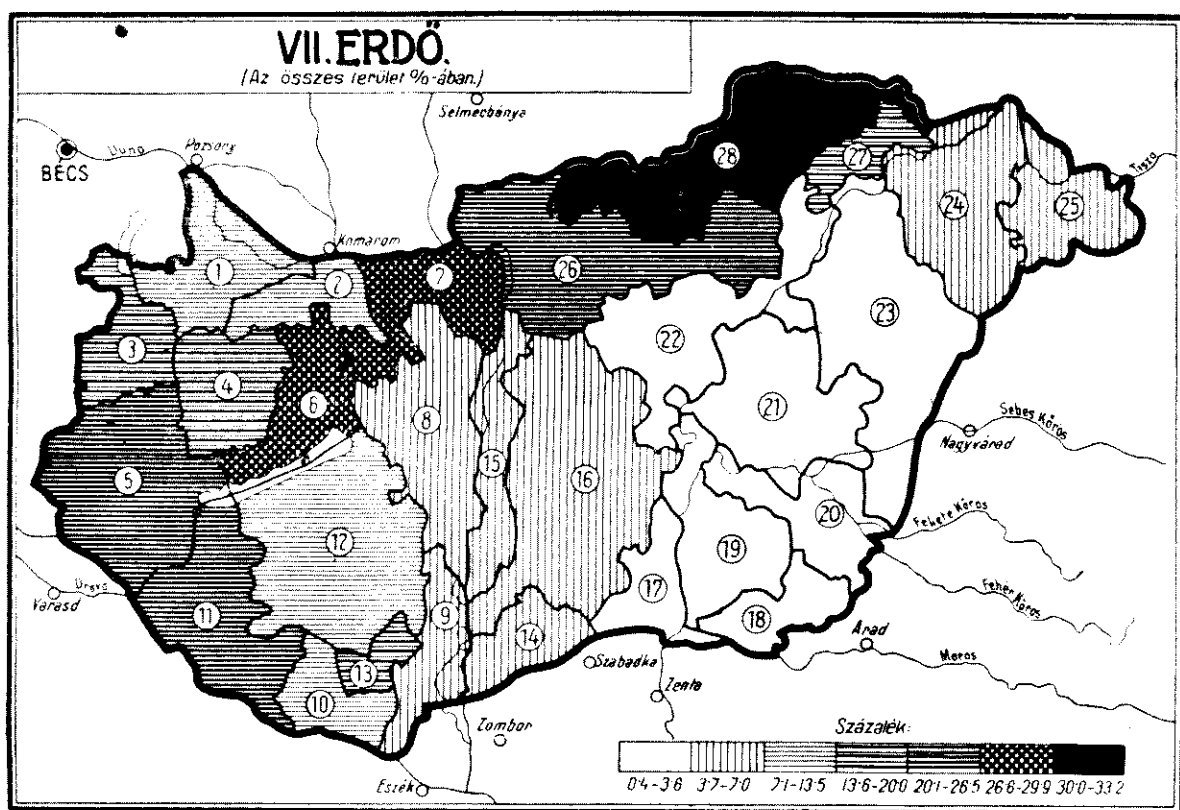 VII. ERDŐ.
(Az összes terület %-ában.)
Selmecbánya
BÉCS
Duna
Pozsony
Komárom
Tisza
28
27
24
25
1
2
7
26
3
23
22
4
6
21
8
Sebes Körös
Nagyvárad
15
16
5
20
Fekete Körös
12
19
Fehér Körös
Dráva
Varasd
11
17
9
18
14
Arad
Maros
13
Szabadka
10
Zenta
Zombor
Eszék
Százalék:
0·4–3·6 3·7–7·0 7·1–13·5 13·6–20·0 20·1–26·5 26·6–29·9 30·0–33·2